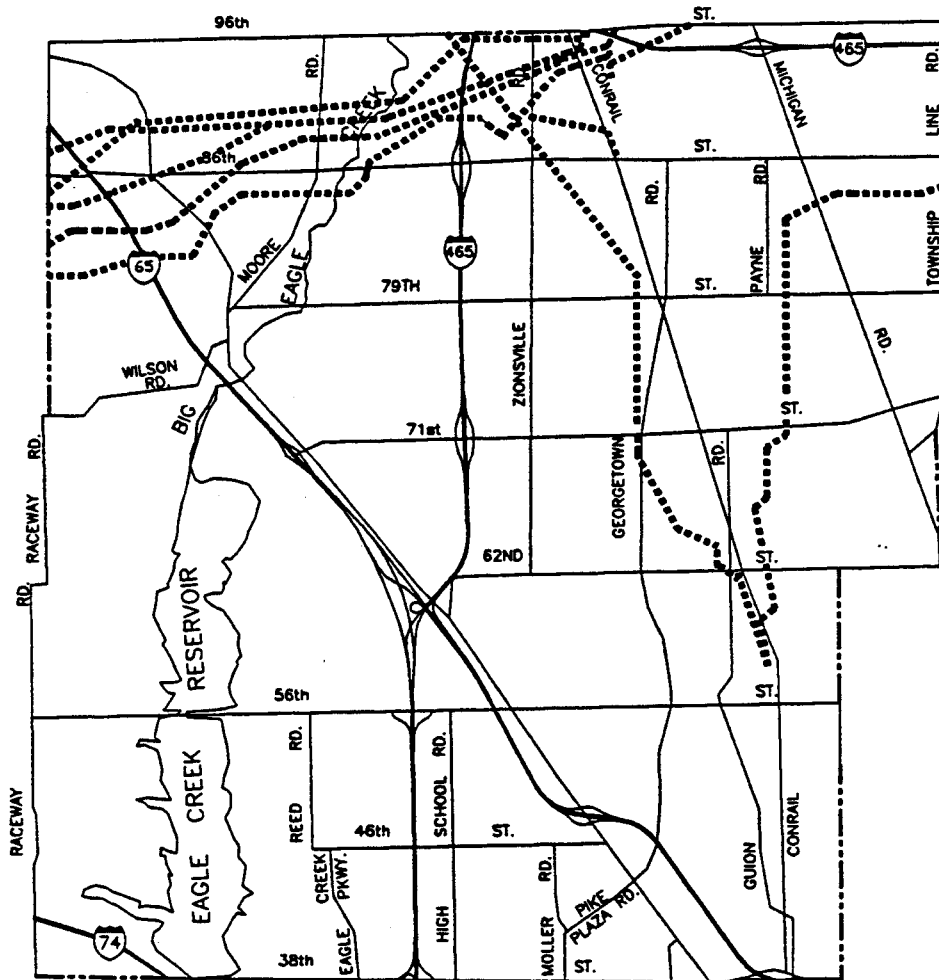 96th
ST.
465
RD.
RD.
CONRAIL
MICHIGAN
RD.
LINE
CREEK
86th
ST.
MOORE
EAGLE
465
RD.
PAYNE
RD.
TOWNSHIP
65
79TH
ST.
WILSON
RD.
ZIONSVILLE
RD.
BIG
71st
ST.
RACEWAY
RD.
GEORGETOWN
RD.
62ND
ST.
RD.
RESERVOIR
56th
ST.
EAGLE CREEK
RACEWAY
REED
RD.
SCHOOL
RD.
HIGH
46th
ST.
EAGLE
CREEK
PKWY.
MOLLER
RD.
PIKE
PLAZA RD.
GUION
CONRAIL
74
38th
ST.